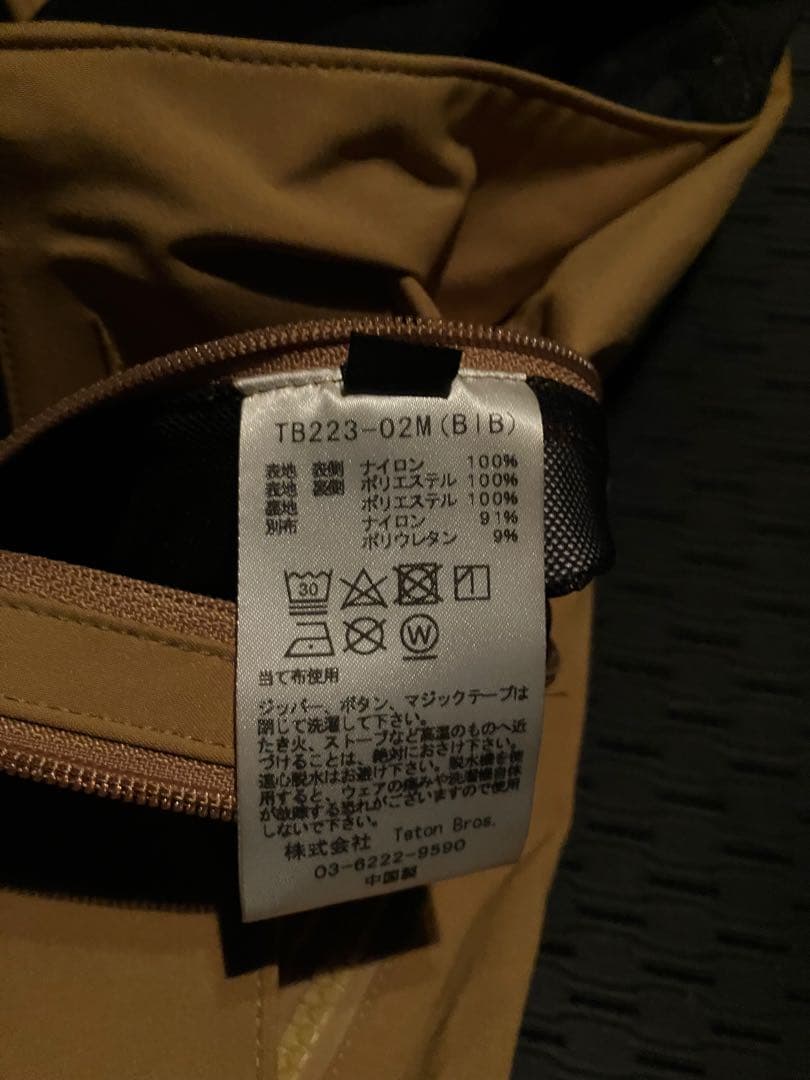 TB223-02M(BIB)
表地 表側 ナイロン 100%
表地 裏側 ポリエステル 100%
裏地 ポリエステル 100%
別布 ナイロン 91%
ポリウレタン 9%
30
W
当て布使用
ジッパー、ボタン、マジックテープは
閉じて洗濯して下さい。
たき火、ストーブなど高温のものへ近
づけることは、絶対におさけ下さい。
遠心脱水はお避け下さい。脱水機を使
用すると、ウェアの痛みや洗濯機自体
が故障する恐れがございますので使用
しないで下さい。
株式会社 Teton Bros.
03-6222-9590
中国製